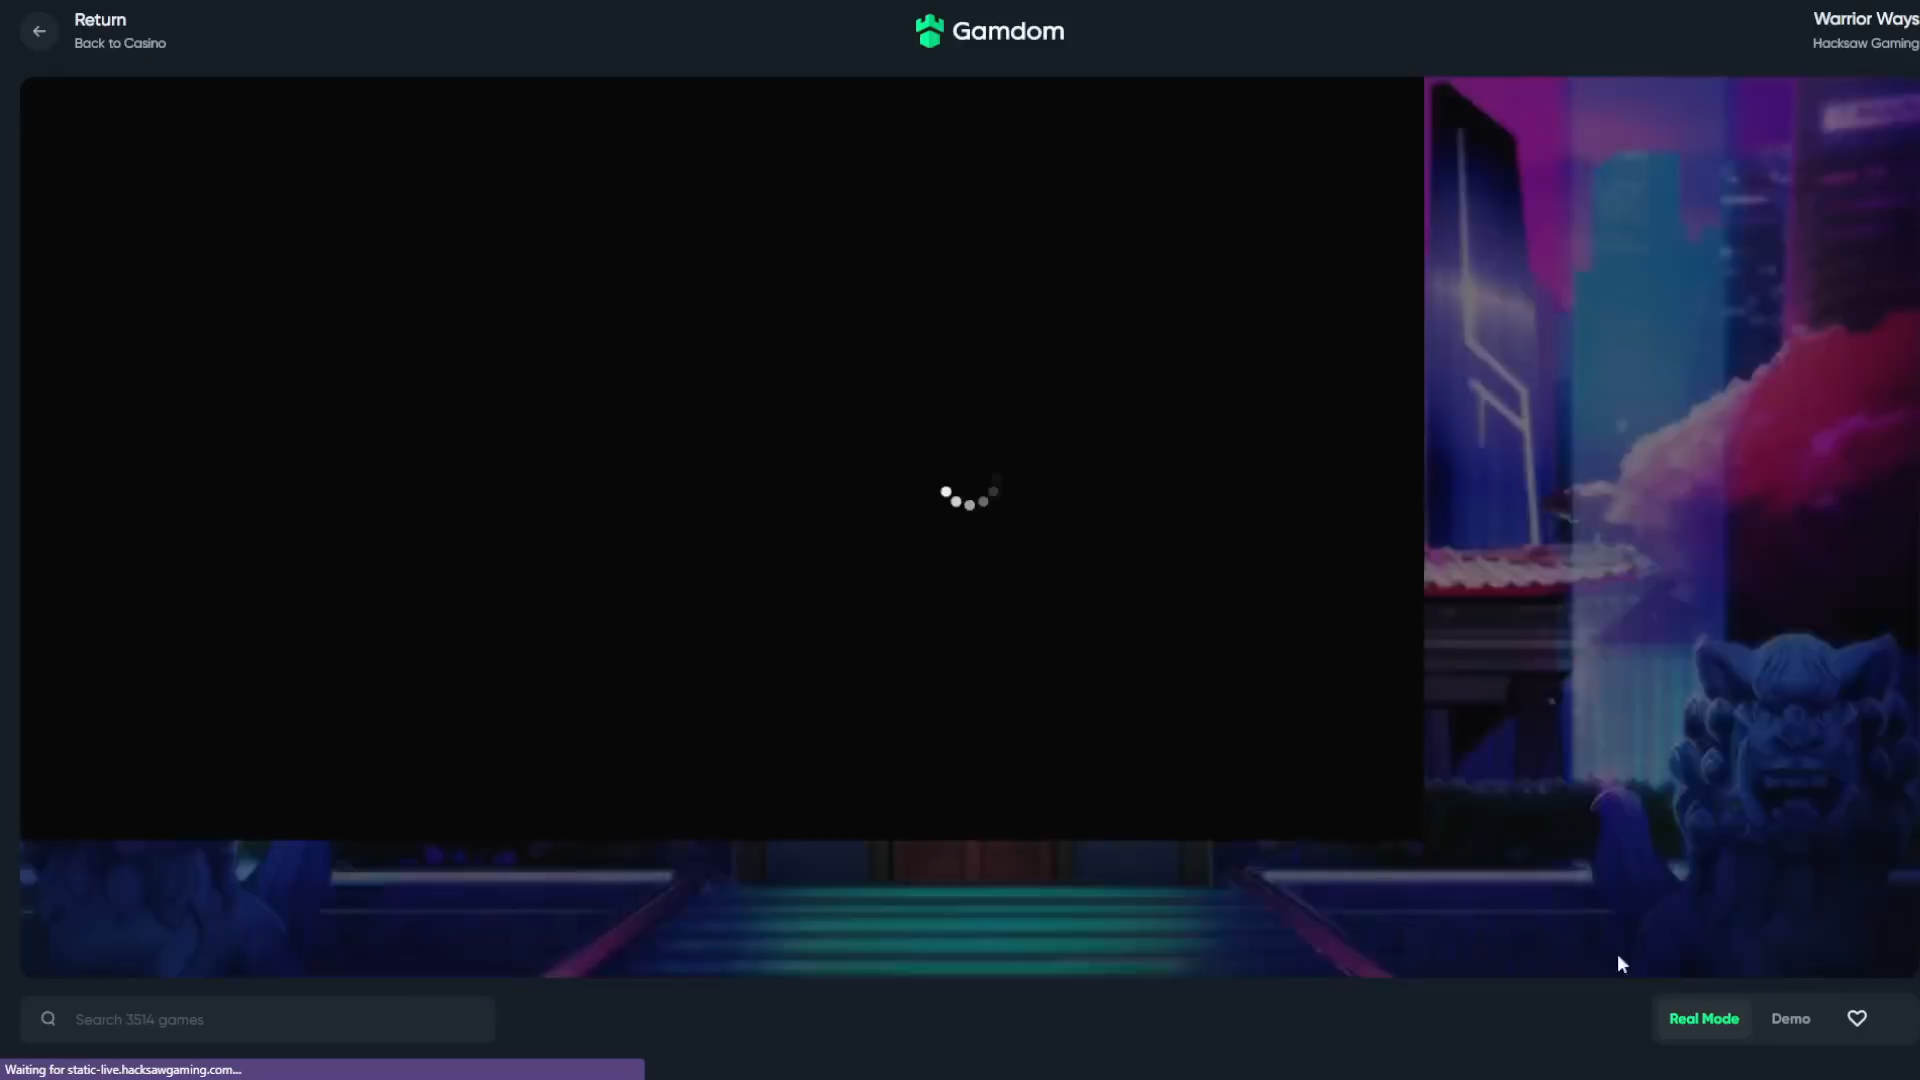 Return
Back to Casino
Gamdom
Warrior Ways
Hacksaw Gaming
Search 3514 games
Real Mode
Demo
Waiting for static-live.hacksawgaming.com...